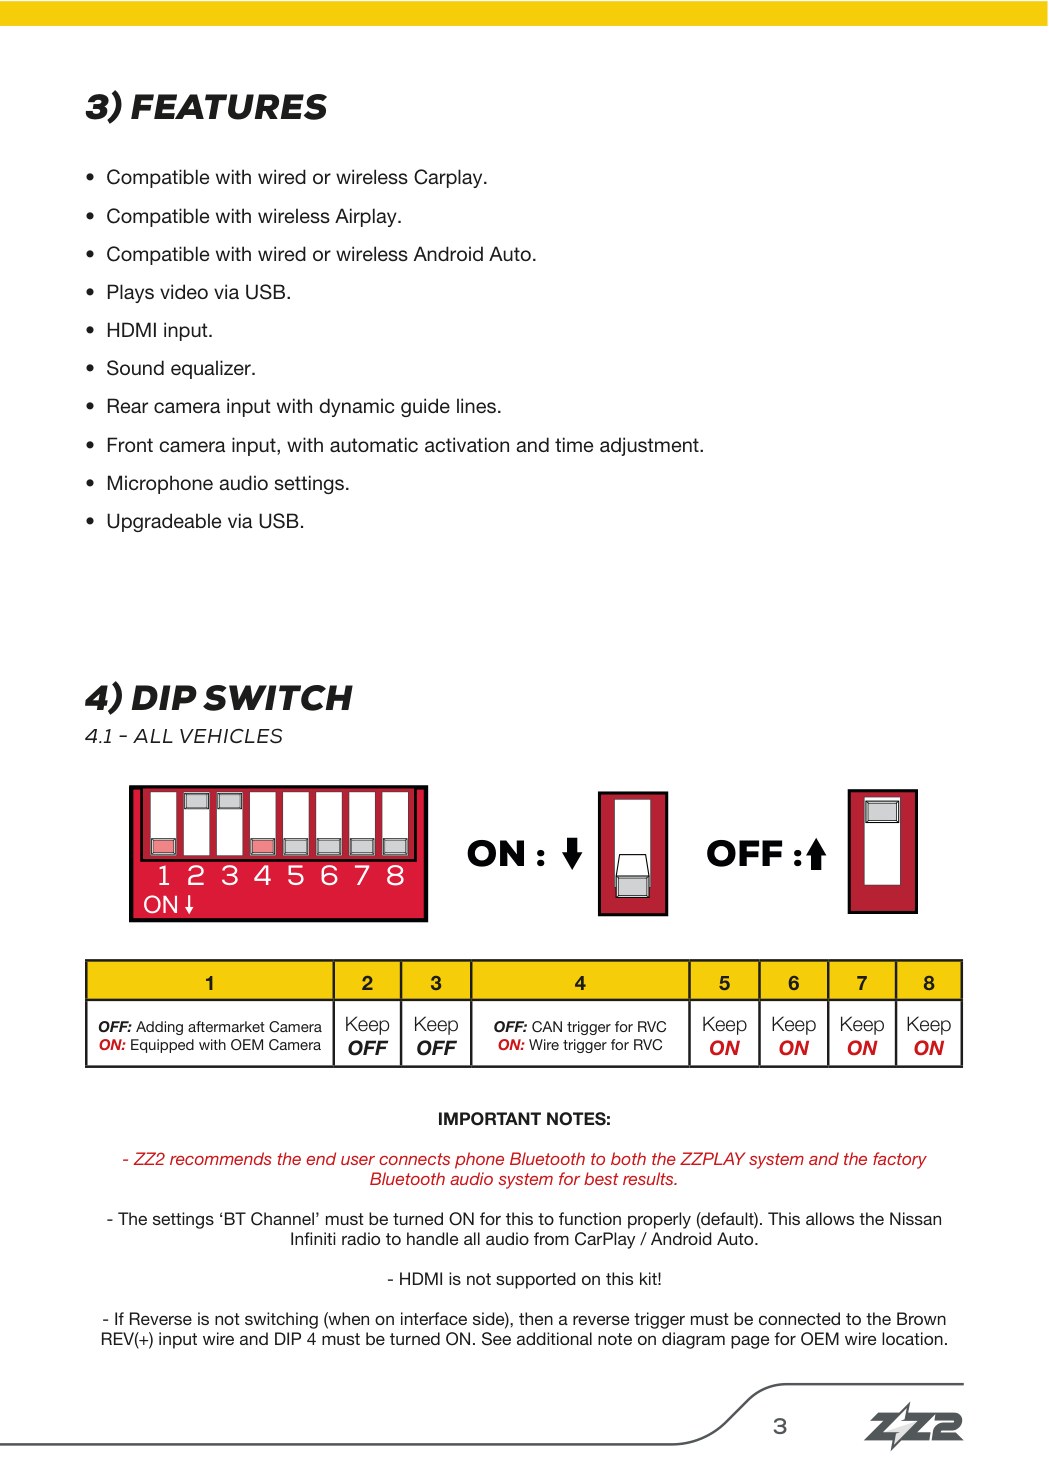 3) FEATURES
• Compatible with wired or wireless Carplay.
• Compatible with wireless Airplay.
• Compatible with wired or wireless Android Auto.
• Plays video via USB.
• HDMI input.
• Sound equalizer.
• Rear camera input with dynamic guide lines.
• Front camera input, with automatic activation and time adjustment.
• Microphone audio settings.
• Upgradeable via USB.
4) DIP SWITCH
4.1 - ALL VEHICLES
1 2 3 4 5 6 7 8
ON ↓
ON : ↓
OFF : ↑
1 2 3 4 5 6 7 8
OFF: Adding aftermarket Camera
ON: Equipped with OEM Camera
Keep
OFF
Keep
OFF
OFF: CAN trigger for RVC
ON: Wire trigger for RVC
Keep
ON
Keep
ON
Keep
ON
Keep
ON
IMPORTANT NOTES:
- ZZ2 recommends the end user connects phone Bluetooth to both the ZZPLAY system and the factory
Bluetooth audio system for best results.
- The settings ‘BT Channel’ must be turned ON for this to function properly (default). This allows the Nissan
Infiniti radio to handle all audio from CarPlay / Android Auto.
- HDMI is not supported on this kit!
- If Reverse is not switching (when on interface side), then a reverse trigger must be connected to the Brown
REV(+) input wire and DIP 4 must be turned ON. See additional note on diagram page for OEM wire location.
3
ZZ2